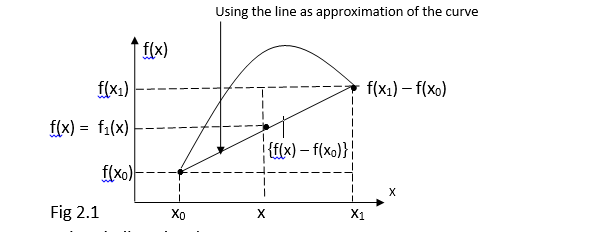 Using the line as approximation of the curve
f(x)
f(x₁)
f(x₁) – f(x₀)
f(x) = f₁(x)
{f(x) – f(x₀)}
f(x₀)
x
Fig 2.1
x₀
x
x₁